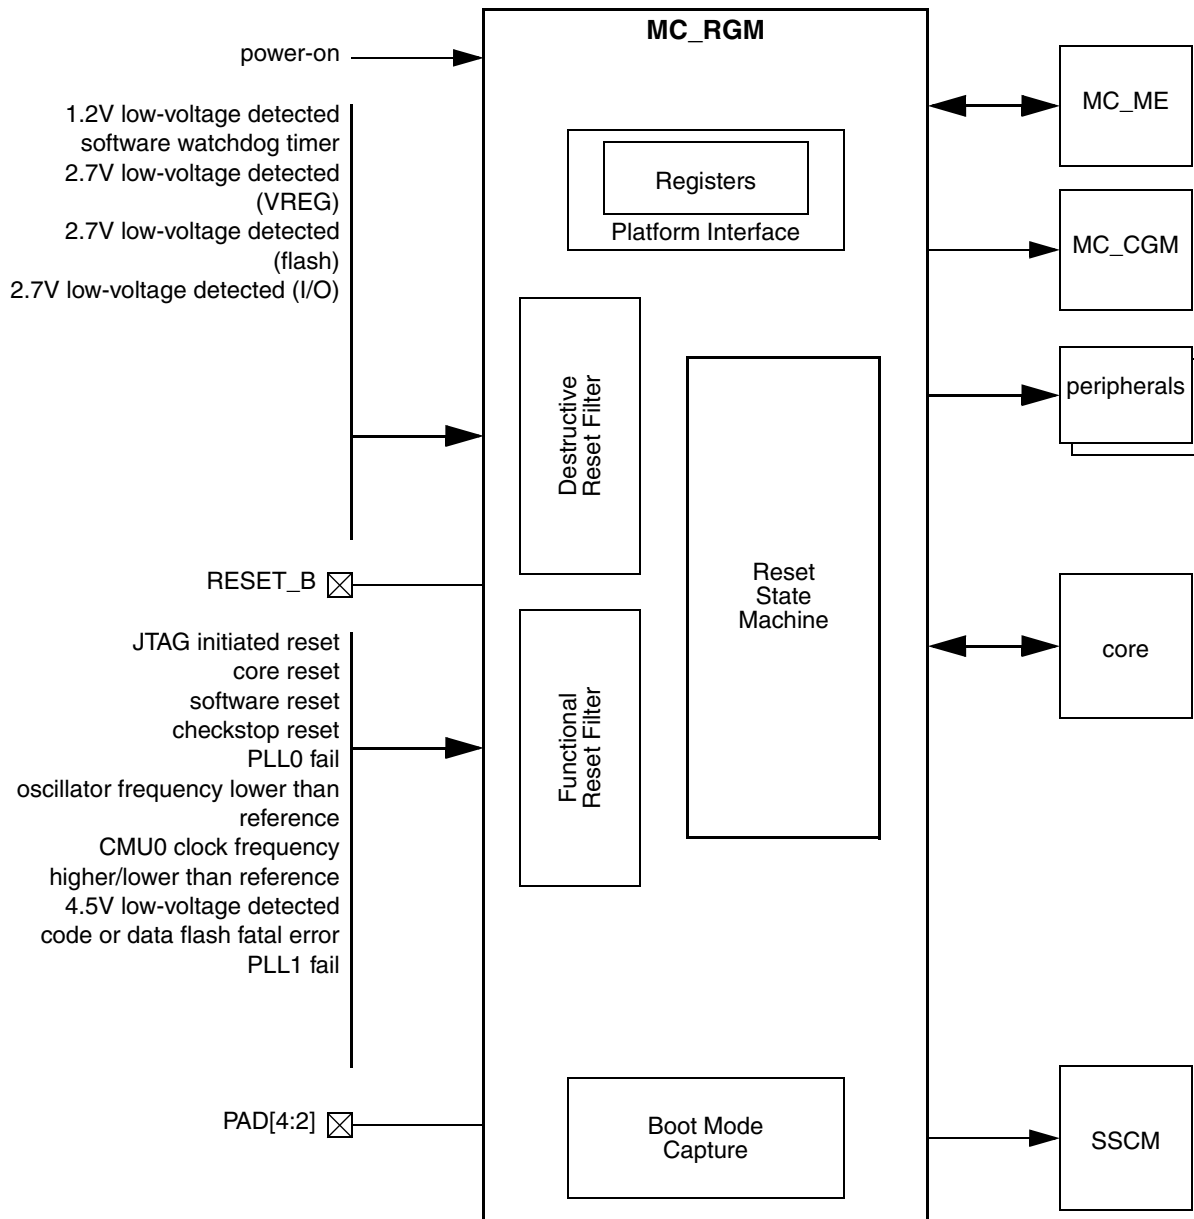 MC_RGM
power-on
1.2V low-voltage detected
software watchdog timer
2.7V low-voltage detected
(VREG)
2.7V low-voltage detected
(flash)
2.7V low-voltage detected (I/O)
RESET_B
JTAG initiated reset
core reset
software reset
checkstop reset
PLL0 fail
oscillator frequency lower than
reference
CMU0 clock frequency
higher/lower than reference
4.5V low-voltage detected
code or data flash fatal error
PLL1 fail
PAD[4:2]
Registers
Platform Interface
Destructive
Reset Filter
Functional
Reset Filter
Reset
State
Machine
Boot Mode
Capture
MC_ME
MC_CGM
peripherals
core
SSCM